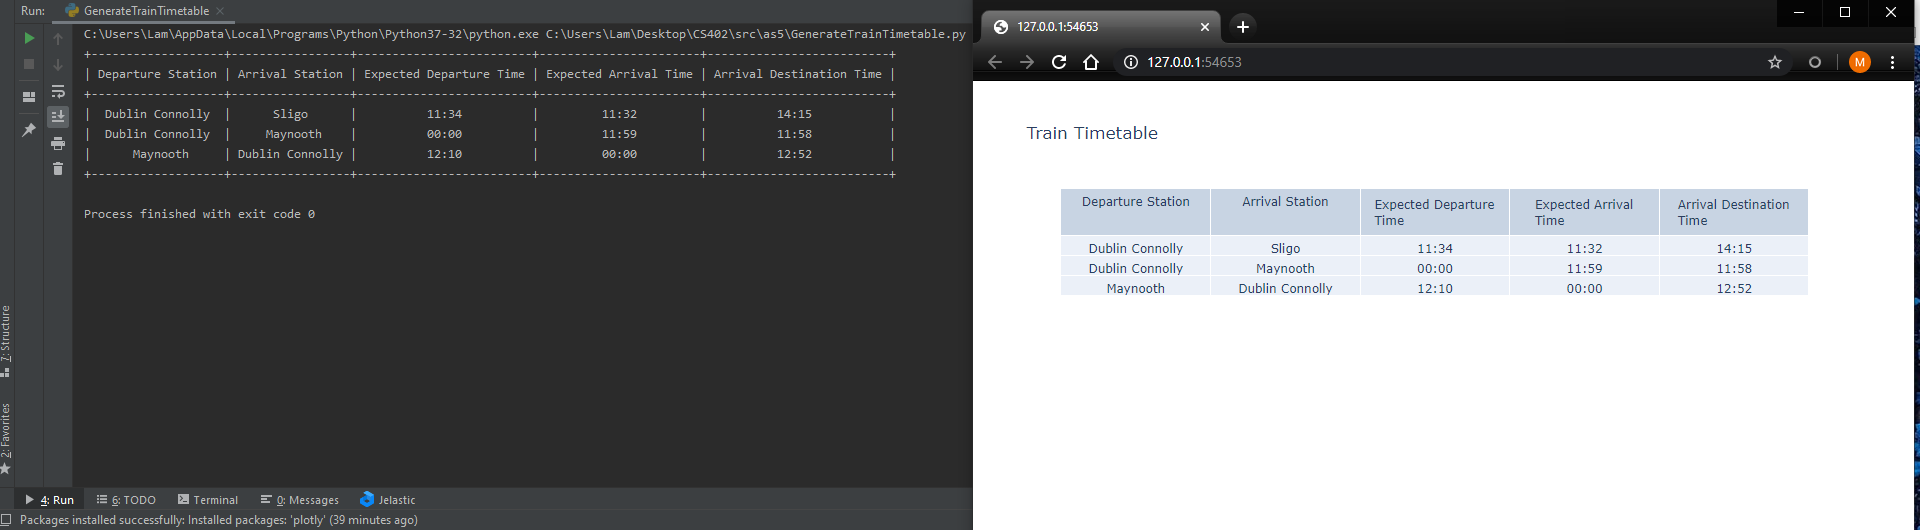 Run: GenerateTrainTimetable
C:\Users\Lam\AppData\Local\Programs\Python\Python37-32\python.exe C:\Users\Lam\Desktop\CS402\src\as5\GenerateTrainTimetable.py
+-------------------+-----------------+-------------------------+-----------------------+--------------------------+
| Departure Station | Arrival Station | Expected Departure Time | Expected Arrival Time | Arrival Destination Time |
+-------------------+-----------------+-------------------------+-----------------------+--------------------------+
|  Dublin Connolly  |      Sligo      |          11:34          |         11:32         |          14:15           |
|  Dublin Connolly  |     Maynooth    |          00:00          |         11:59         |          11:58           |
|      Maynooth     | Dublin Connolly |          12:10          |         00:00         |          12:52           |
+-------------------+-----------------+-------------------------+-----------------------+--------------------------+
Process finished with exit code 0
7: Structure
2: Favorites
4: Run 6: TODO Terminal 0: Messages Jelastic
Packages installed successfully: Installed packages: 'plotly' (39 minutes ago)
127.0.0.1:54653
127.0.0.1:54653 M
Train Timetable
Departure Station Arrival Station Expected Departure Time Expected Arrival Time Arrival Destination Time
Dublin Connolly Sligo 11:34 11:32 14:15
Dublin Connolly Maynooth 00:00 11:59 11:58
Maynooth Dublin Connolly 12:10 00:00 12:52